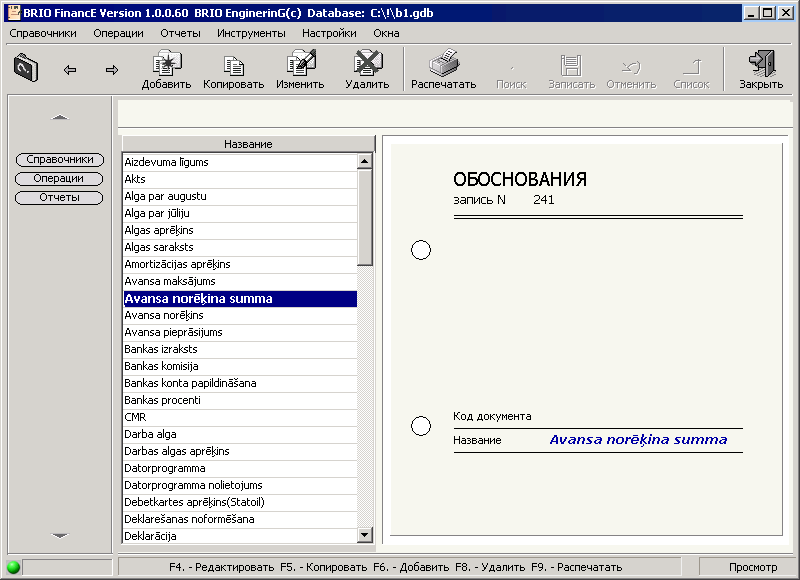 BRIO FinancE Version 1.0.0.60 BRIO EnginerinG(c) Database: C:\!\b1.gdb
Справочники Операции Отчеты Инструменты Настройки Окна
Добавить Копировать Изменить Удалить Распечатать Поиск Записать Отменить Список Закрыть
Справочники
Операции
Отчеты
Название
Aizdevuma līgums
Akts
Alga par augustu
Alga par jūliju
Algas aprēķins
Algas saraksts
Amortizācijas aprēķins
Avansa maksājums
Avansa norēķina summa
Avansa norēķins
Avansa pieprāsijums
Bankas izraksts
Bankas komisija
Bankas konta papildināšana
Bankas procenti
CMR
Darba alga
Darbas algas aprēķins
Datorprogramma
Datorprogramma nolietojums
Debetkartes aprēķins(Statoil)
Deklarešanas noformēšana
Deklarācija
ОБОСНОВАНИЯ
запись N 241
Код документа
Название Avansa norēķina summa
F4. - Редактировать F5. - Копировать F6. - Добавить F8. - Удалить F9. - Распечатать
Просмотр